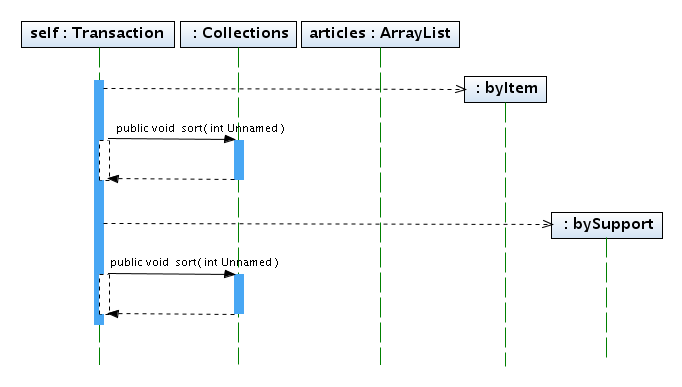 self : Transaction
: Collections
articles : ArrayList
: byItem
public void sort( int Unnamed )
: bySupport
public void sort( int Unnamed )